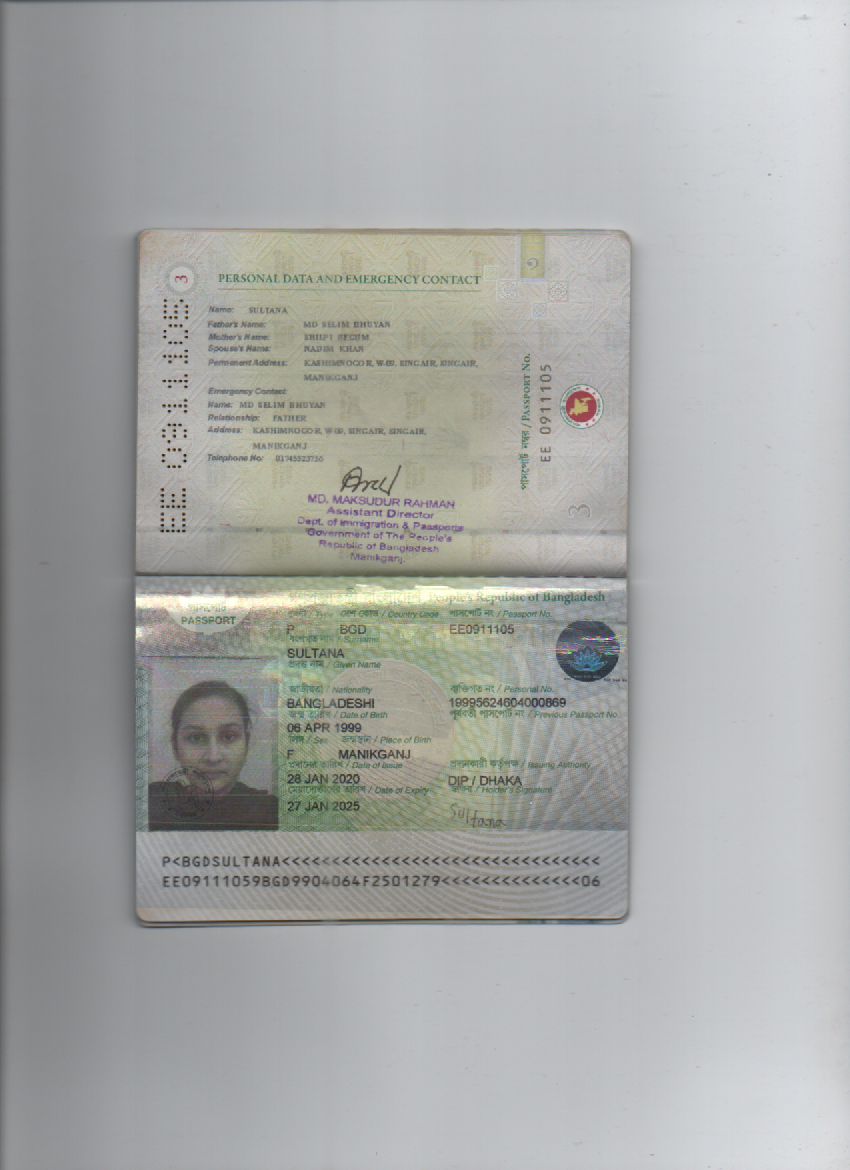 3
PERSONAL DATA AND EMERGENCY CONTACT
Name: SULTANA
Father's Name: MD SELIM BHUYAN
Mother's Name: SHILPI BEGUM
Spouse's Name: NADIM KHAN
Permanent Address: KASHIMNOGOR, W-09, SINGAIR, SINGAIR,
MANIKGANJ
Emergency Contact:
Name: MD SELIM BHUYAN
Relationship: FATHER
Address: KASHIMNOGOR, W-09, SINGAIR, SINGAIR,
MANIKGANJ
Telephone No:
MD. MAKSUDUR RAHMAN
Assistant Director
Dept. of Immigration & Passports
Government of The People's
Republic of Bangladesh
Manikganj.
EE 0911105
৩
পাসপোর্ট নম্বর / PASSPORT No.
EE 0911105
3
People's Republic of Bangladesh
PASSPORT
দেশ কোড / Country Code পাসপোর্ট নং / Passport No.
P BGD EE0911105
বংশগত নাম / Surname
SULTANA
প্রদত্ত নাম / Given Name
জাতীয়তা / Nationality ব্যক্তিগত নং / Personal No.
BANGLADESHI 19995624604000869
জন্ম তারিখ / Date of Birth পূর্ববর্তী পাসপোর্ট নং / Previous Passport No.
06 APR 1999
লিঙ্গ / Sex জন্মস্থান / Place of Birth
F MANIKGANJ
প্রদানের তারিখ / Date of Issue প্রদানকারী কর্তৃপক্ষ / Issuing Authority
28 JAN 2020 DIP / DHAKA
মেয়াদোত্তীর্ণের তারিখ / Date of Expiry স্বাক্ষর / Holder's Signature
27 JAN 2025 Sultana
P<BGDSULTANA<<<<<<<<<<<<<<<<<<<<<<<<<<<<<<<<
EE09111059BGD9904064F2501279<<<<<<<<<<<<<<06